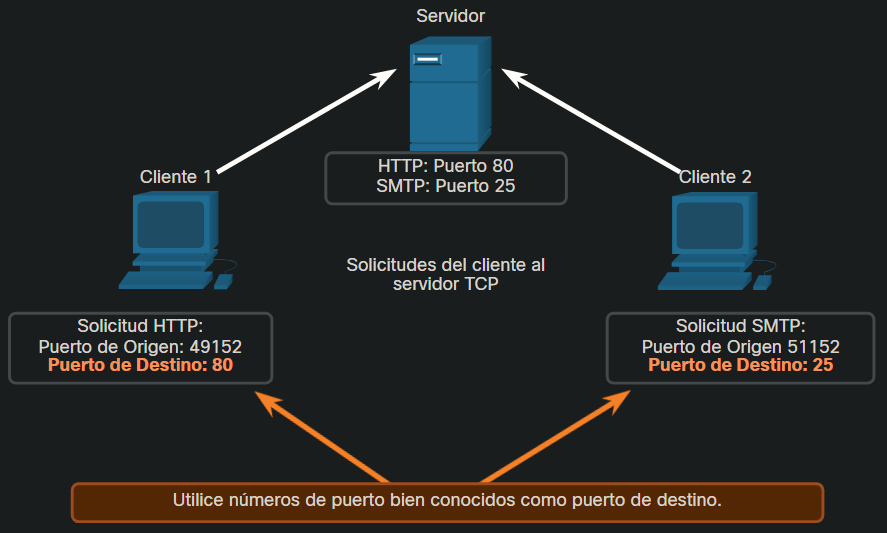 Servidor
HTTP: Puerto 80
SMTP: Puerto 25
Cliente 1
Cliente 2
Solicitudes del cliente al
servidor TCP
Solicitud HTTP:
Puerto de Origen: 49152
Puerto de Destino: 80
Solicitud SMTP:
Puerto de Origen 51152
Puerto de Destino: 25
Utilice números de puerto bien conocidos como puerto de destino.